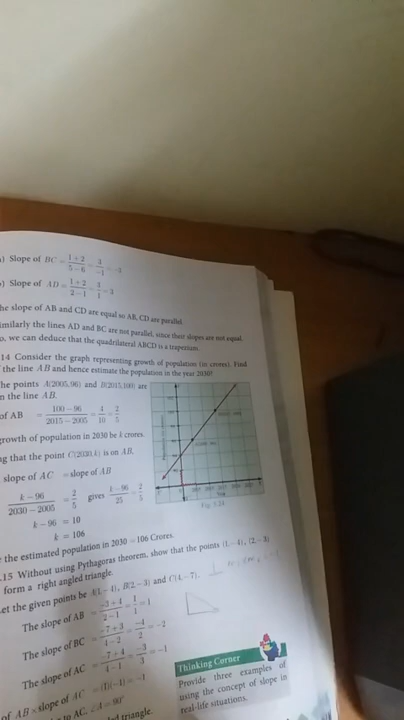 ) Slope of BC = (1+2)/(5−6) = 3/−1 = −3
) Slope of AD = (1+2)/(2−1) = = 3
he slope of AB and CD are equal so AB, CD are parallel.
imilarly the lines AD and BC are not parallel, since their slopes are not equal.
o, we can deduce that the quadrilateral ABCD is a trapezium.
14 Consider the graph representing growth of population (in crores). Find
f the line AB and hence estimate the population in the year 2030?
he points A(2005,96) and B(2015,100) are
n the line AB.
of AB = (100−96)/(2015−2005) = 4/10 = 2/5
growth of population in 2030 be k crores.
ng that the point C(2030,k) is on AB,
slope of AC = slope of AB
(k−96)/(2030−2005) = 2/5 gives (k−96)/25 = 2/5
k−96 = 10
k = 106
Year
Fig. 5.24
e the estimated population in 2030 = 106 Crores.
.15 Without using Pythagoras theorem, show that the points (1,−4), (2,−3)
form a right angled triangle.
Let the given points be A(1,−4), B(2,−3) and C(4,−7).
The slope of AB = (−3+4)/(2−1) = 1/1 = 1
The slope of BC = (−7+3)/(4−2) = −4/2 = −2
The slope of AC = (−7+4)/(4−1) = −3/3 = −1
of AB × slope of AC = (1)(−1) = −1
to AC. ∠A = 90°
led triangle.
Thinking Corner
Provide three examples of
using the concept of slope in
real-life situations.